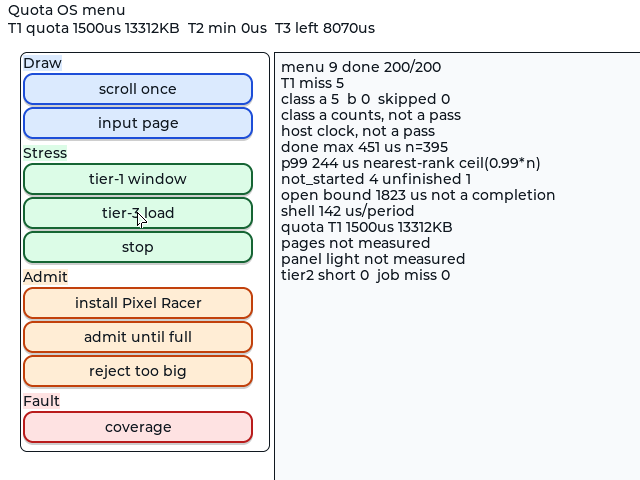 Quota OS menu
T1 quota 1500us 13312KB  T2 min 0us  T3 left 8070us
Draw
scroll once
input page
Stress
tier-1 window
tier-3 load
stop
Admit
install Pixel Racer
admit until full
reject too big
Fault
coverage
menu 9 done 200/200
T1 miss 5
class a 5  b 0  skipped 0
class a counts, not a pass
host clock, not a pass
done max 451 us n=395
p99 244 us nearest-rank ceil(0.99*n)
not_started 4 unfinished 1
open bound 1823 us not a completion
shell 142 us/period
quota T1 1500us 13312KB
pages not measured
panel light not measured
tier2 short 0  job miss 0